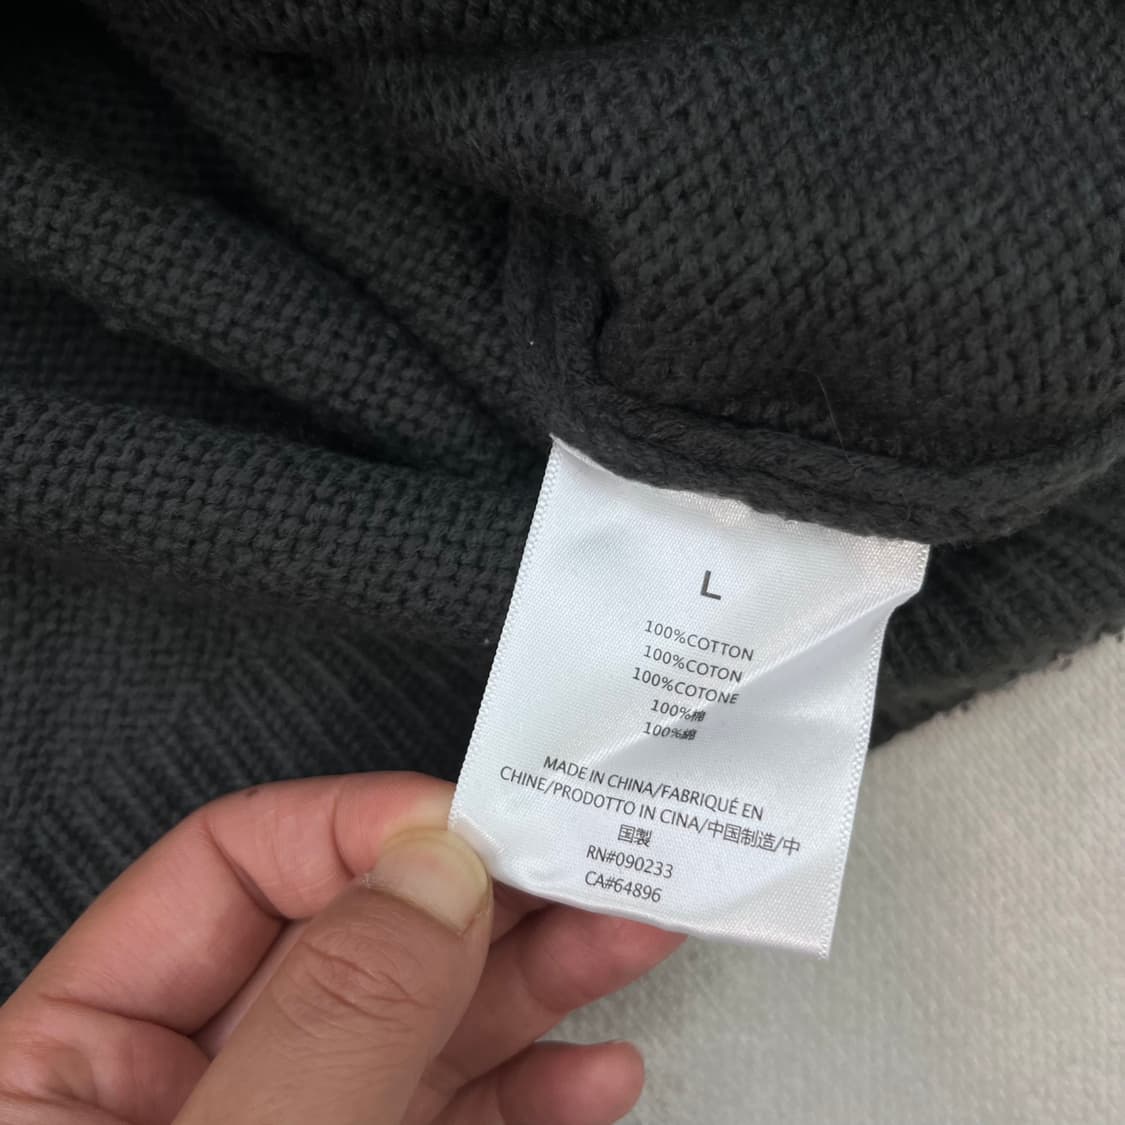 L
100%COTTON
100%COTON
100%COTONE
100%棉
100%綿
MADE IN CHINA/FABRIQUÉ EN
CHINE/PRODOTTO IN CINA/中国制造/中
国製
RN#090233
CA#64896